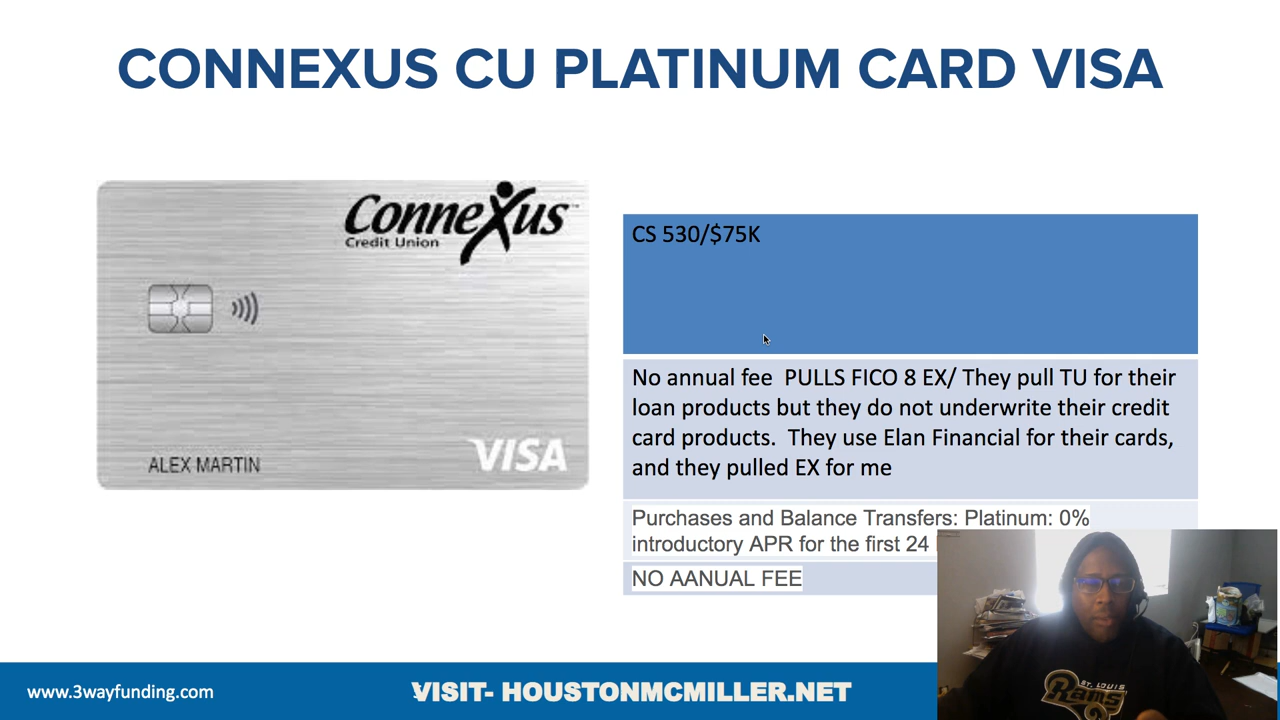 CONNEXUS CU PLATINUM CARD VISA
Connexus™
Credit Union
ALEX MARTIN
VISA
CS 530/$75K
No annual fee  PULLS FICO 8 EX/ They pull TU for their
loan products but they do not underwrite their credit
card products.  They use Elan Financial for their cards,
and they pulled EX for me
Purchases and Balance Transfers: Platinum: 0%
introductory APR for the first 24
NO AANUAL FEE
ST. LOUIS
Rams
www.3wayfunding.com
VISIT- HOUSTONMCMILLER.NET